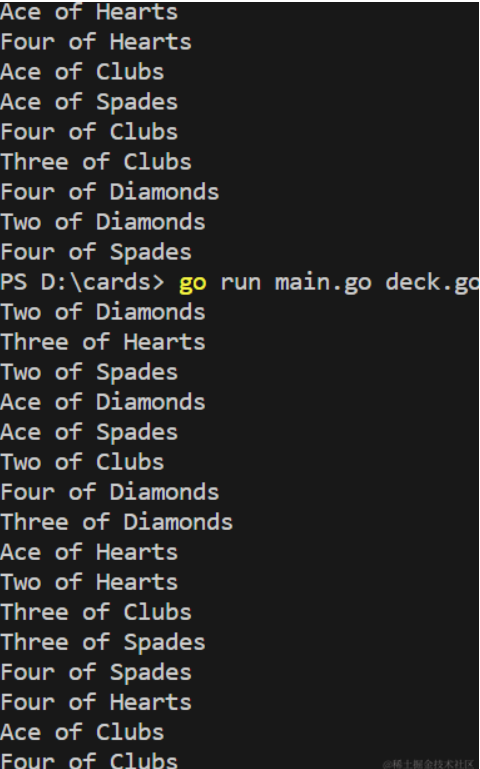 Ace of Hearts
Four of Hearts
Ace of Clubs
Ace of Spades
Four of Clubs
Three of Clubs
Four of Diamonds
Two of Diamonds
Four of Spades
PS D:\cards> go run main.go deck.go
Two of Diamonds
Three of Hearts
Two of Spades
Ace of Diamonds
Ace of Spades
Two of Clubs
Four of Diamonds
Three of Diamonds
Ace of Hearts
Two of Hearts
Three of Clubs
Three of Spades
Four of Spades
Four of Hearts
Ace of Clubs
Four of Clubs
@稀土掘金技术社区